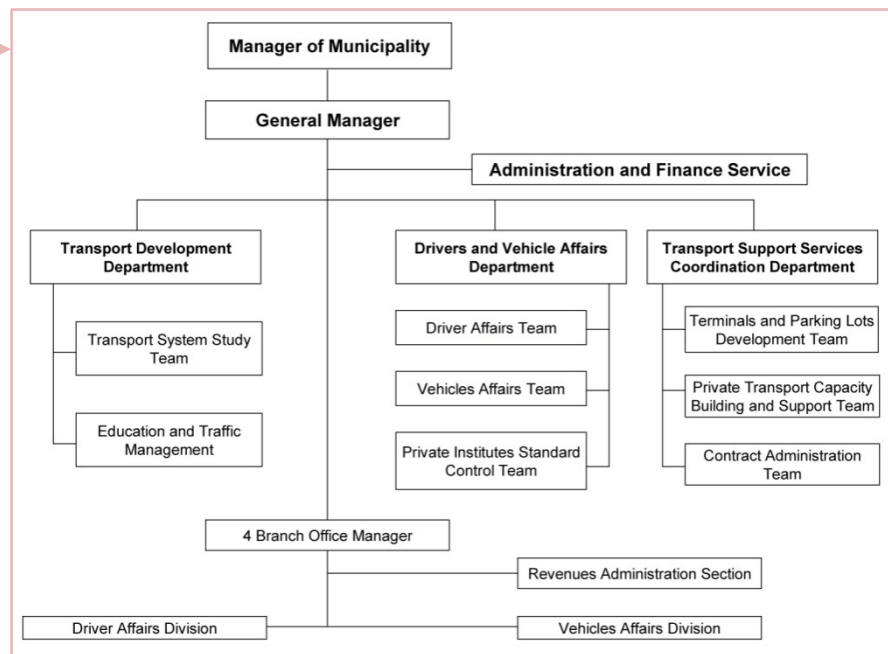 Manager of Municipality
General Manager
Administration and Finance Service
Transport Development
Department
Drivers and Vehicle Affairs
Department
Transport Support Services
Coordination Department
Transport System Study
Team
Education and Traffic
Management
Driver Affairs Team
Vehicles Affairs Team
Private Institutes Standard
Control Team
Terminals and Parking Lots
Development Team
Private Transport Capacity
Building and Support Team
Contract Administration
Team
4 Branch Office Manager
Revenues Administration Section
Driver Affairs Division
Vehicles Affairs Division